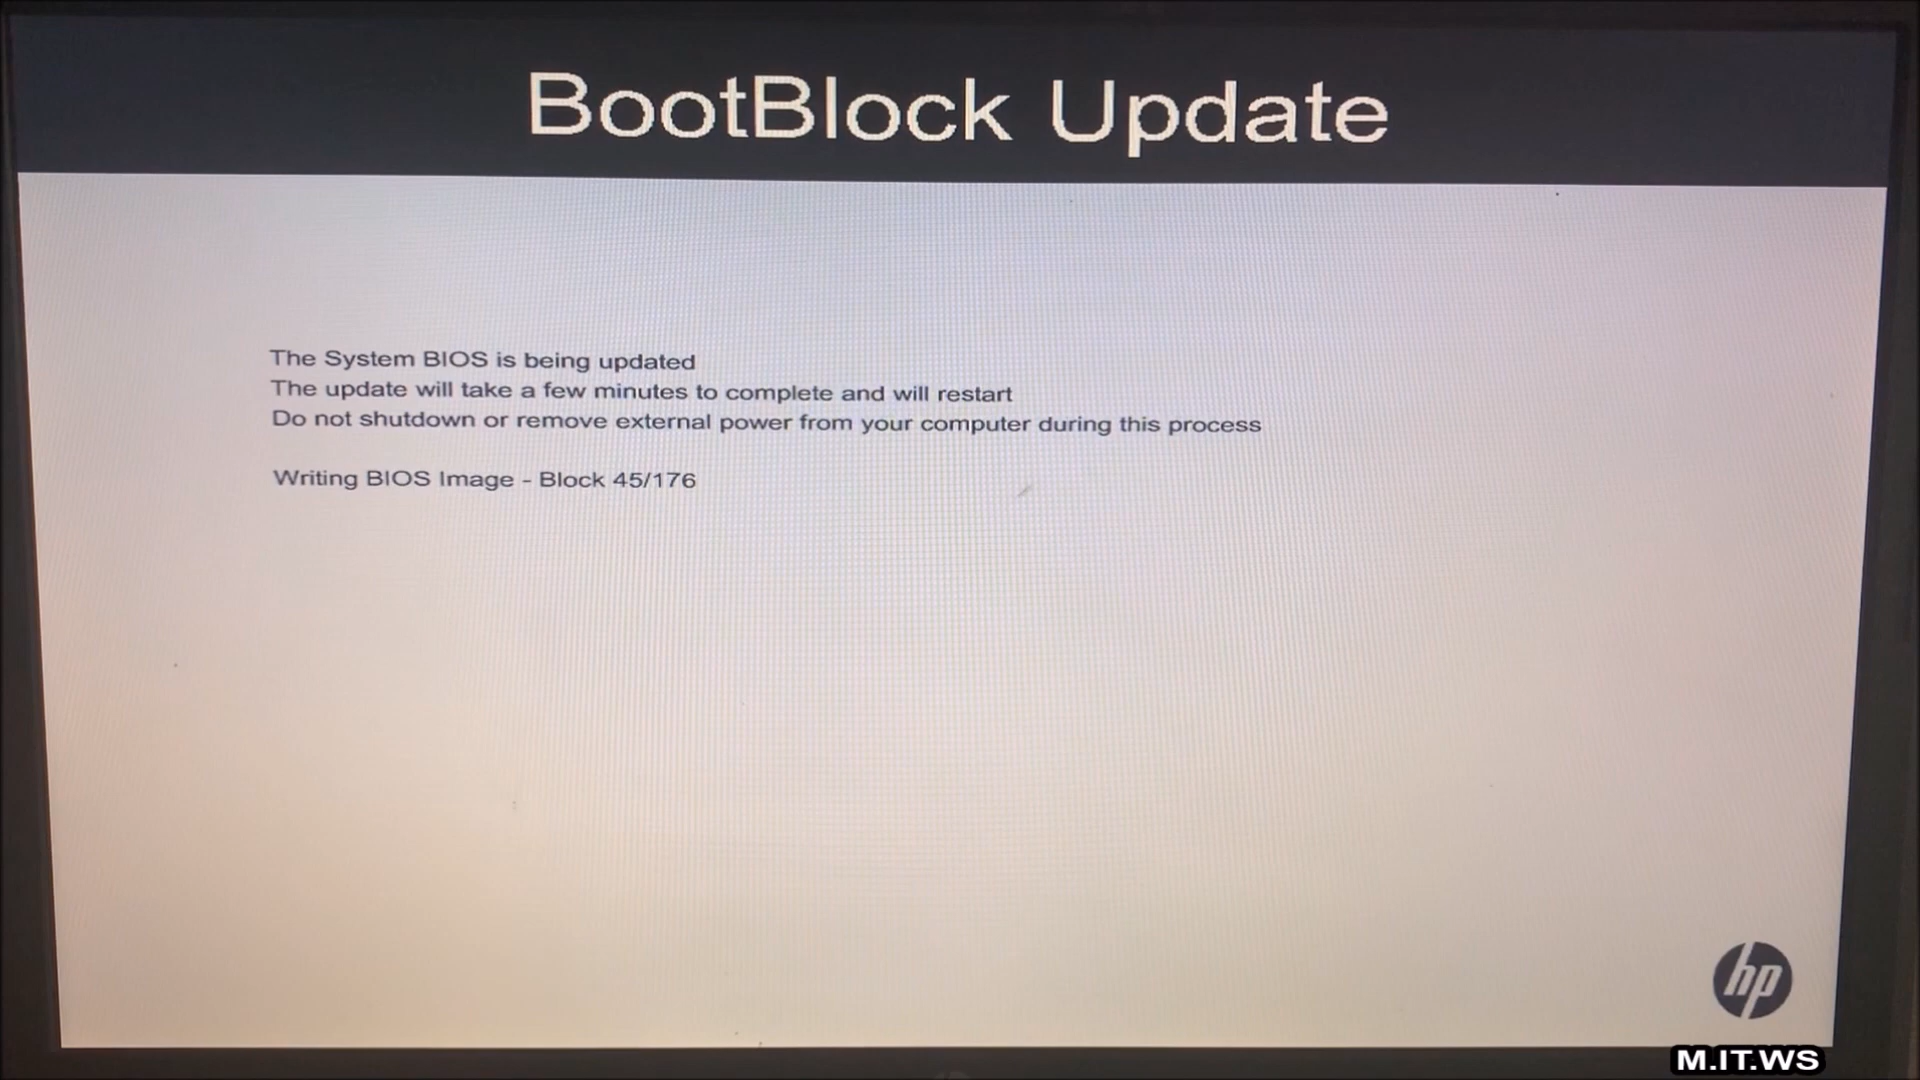 BootBlock Update
The System BIOS is being updated
The update will take a few minutes to complete and will restart
Do not shutdown or remove external power from your computer during this process
Writing BIOS Image - Block 45/176
hp
M.IT.WS